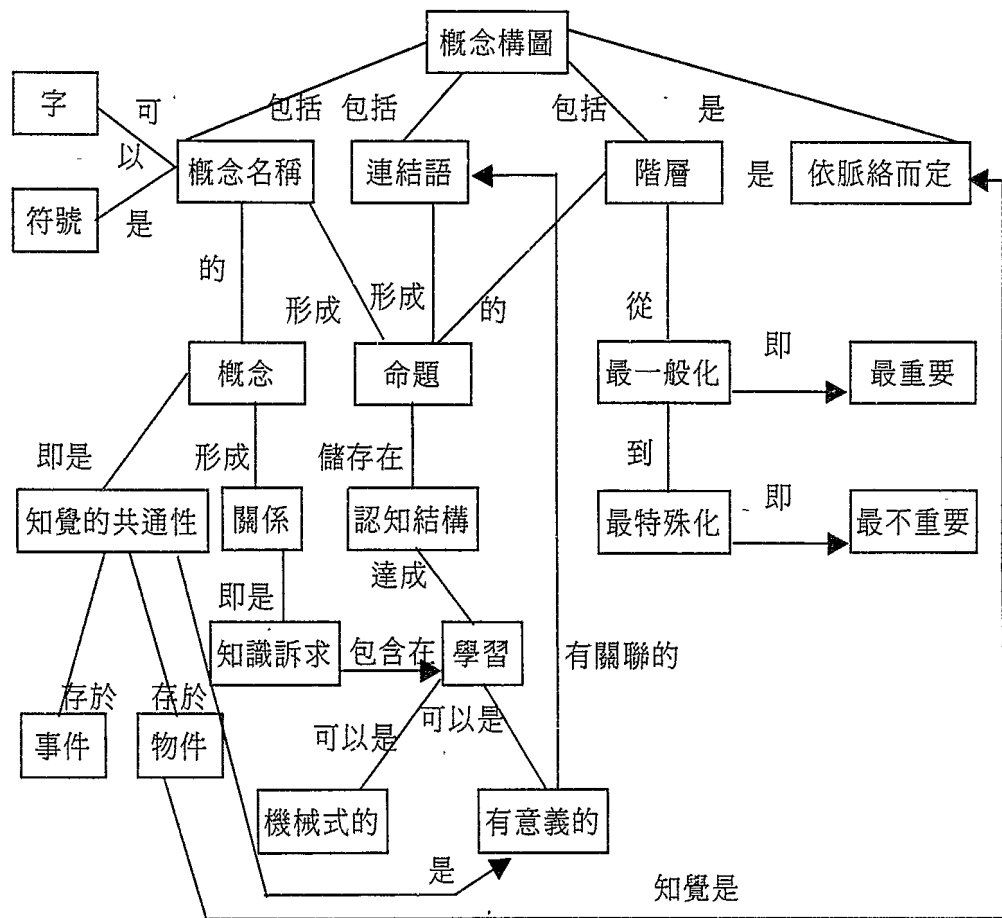 概念構圖
字
可
包括
包括
包括
是
以
概念名稱
連結語
階層
是
依脈絡而定
符號
是
的
形成
形成
的
從
概念
命題
最一般化
即
最重要
即是
形成
儲存在
到
知覺的共通性
關係
認知結構
最特殊化
即
最不重要
即是
達成
知識訴求
包含在
學習
有關聯的
存於
存於
可以是
可以是
事件
物件
機械式的
有意義的
是
知覺是